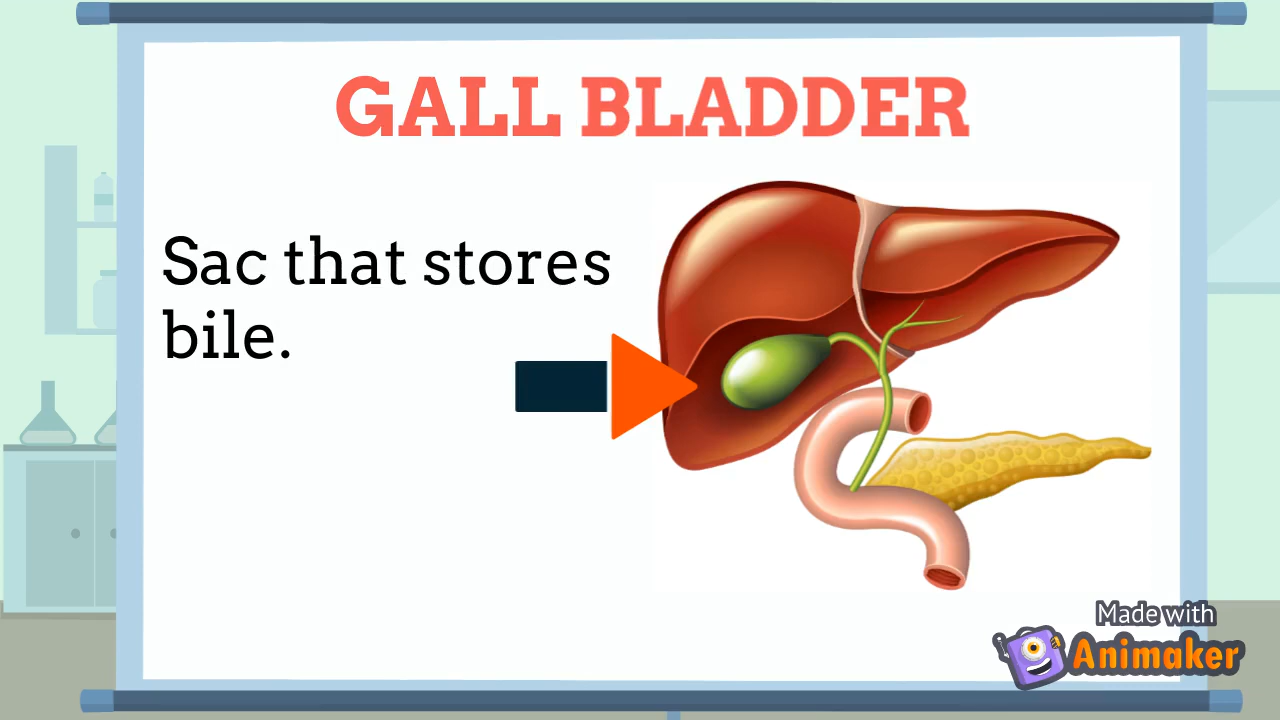 GALL BLADDER
Sac that stores
bile.
Made with
Animaker